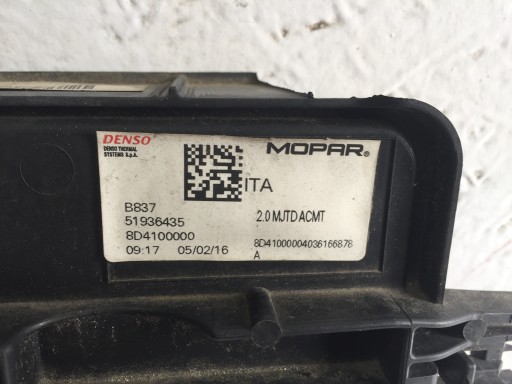 DENSO
DENSO THERMAL
SYSTEMS S.p.A.
MOPAR®
ITA
B837
51936435
8D4100000
09:17 05/02/16
2.0 MJTD ACMT
8D41000004036166878
A